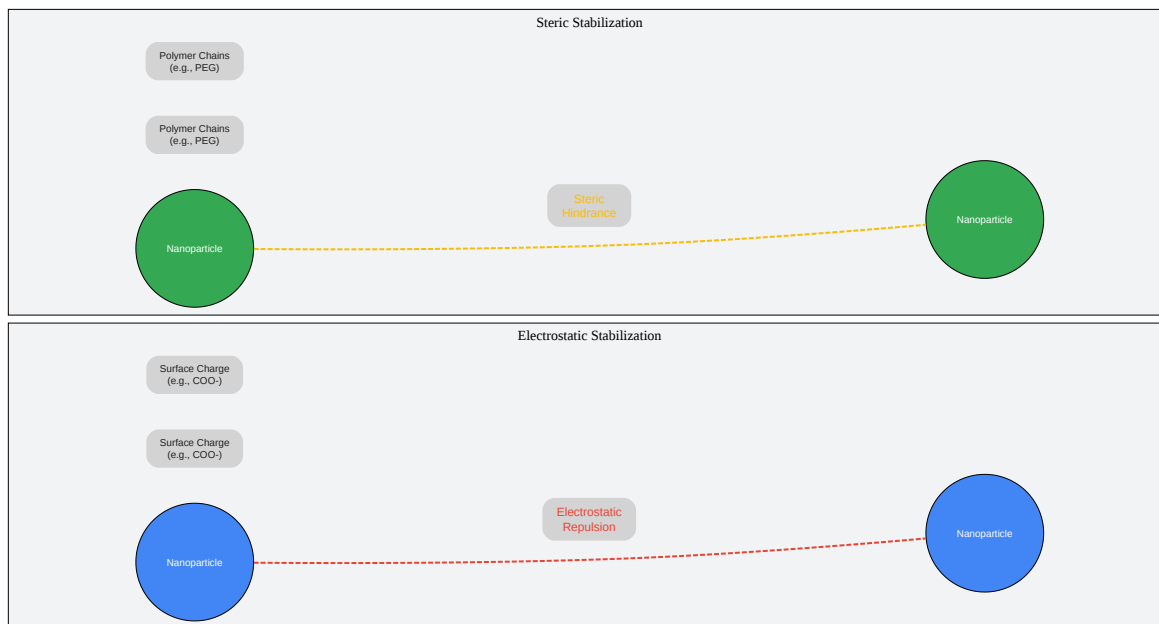 Steric Stabilization
Polymer Chains
(e.g., PEG)
Polymer Chains
(e.g., PEG)
Steric
Hindrance
Nanoparticle
Nanoparticle
Electrostatic Stabilization
Surface Charge
(e.g., COO-)
Surface Charge
(e.g., COO-)
Electrostatic
Repulsion
Nanoparticle
Nanoparticle